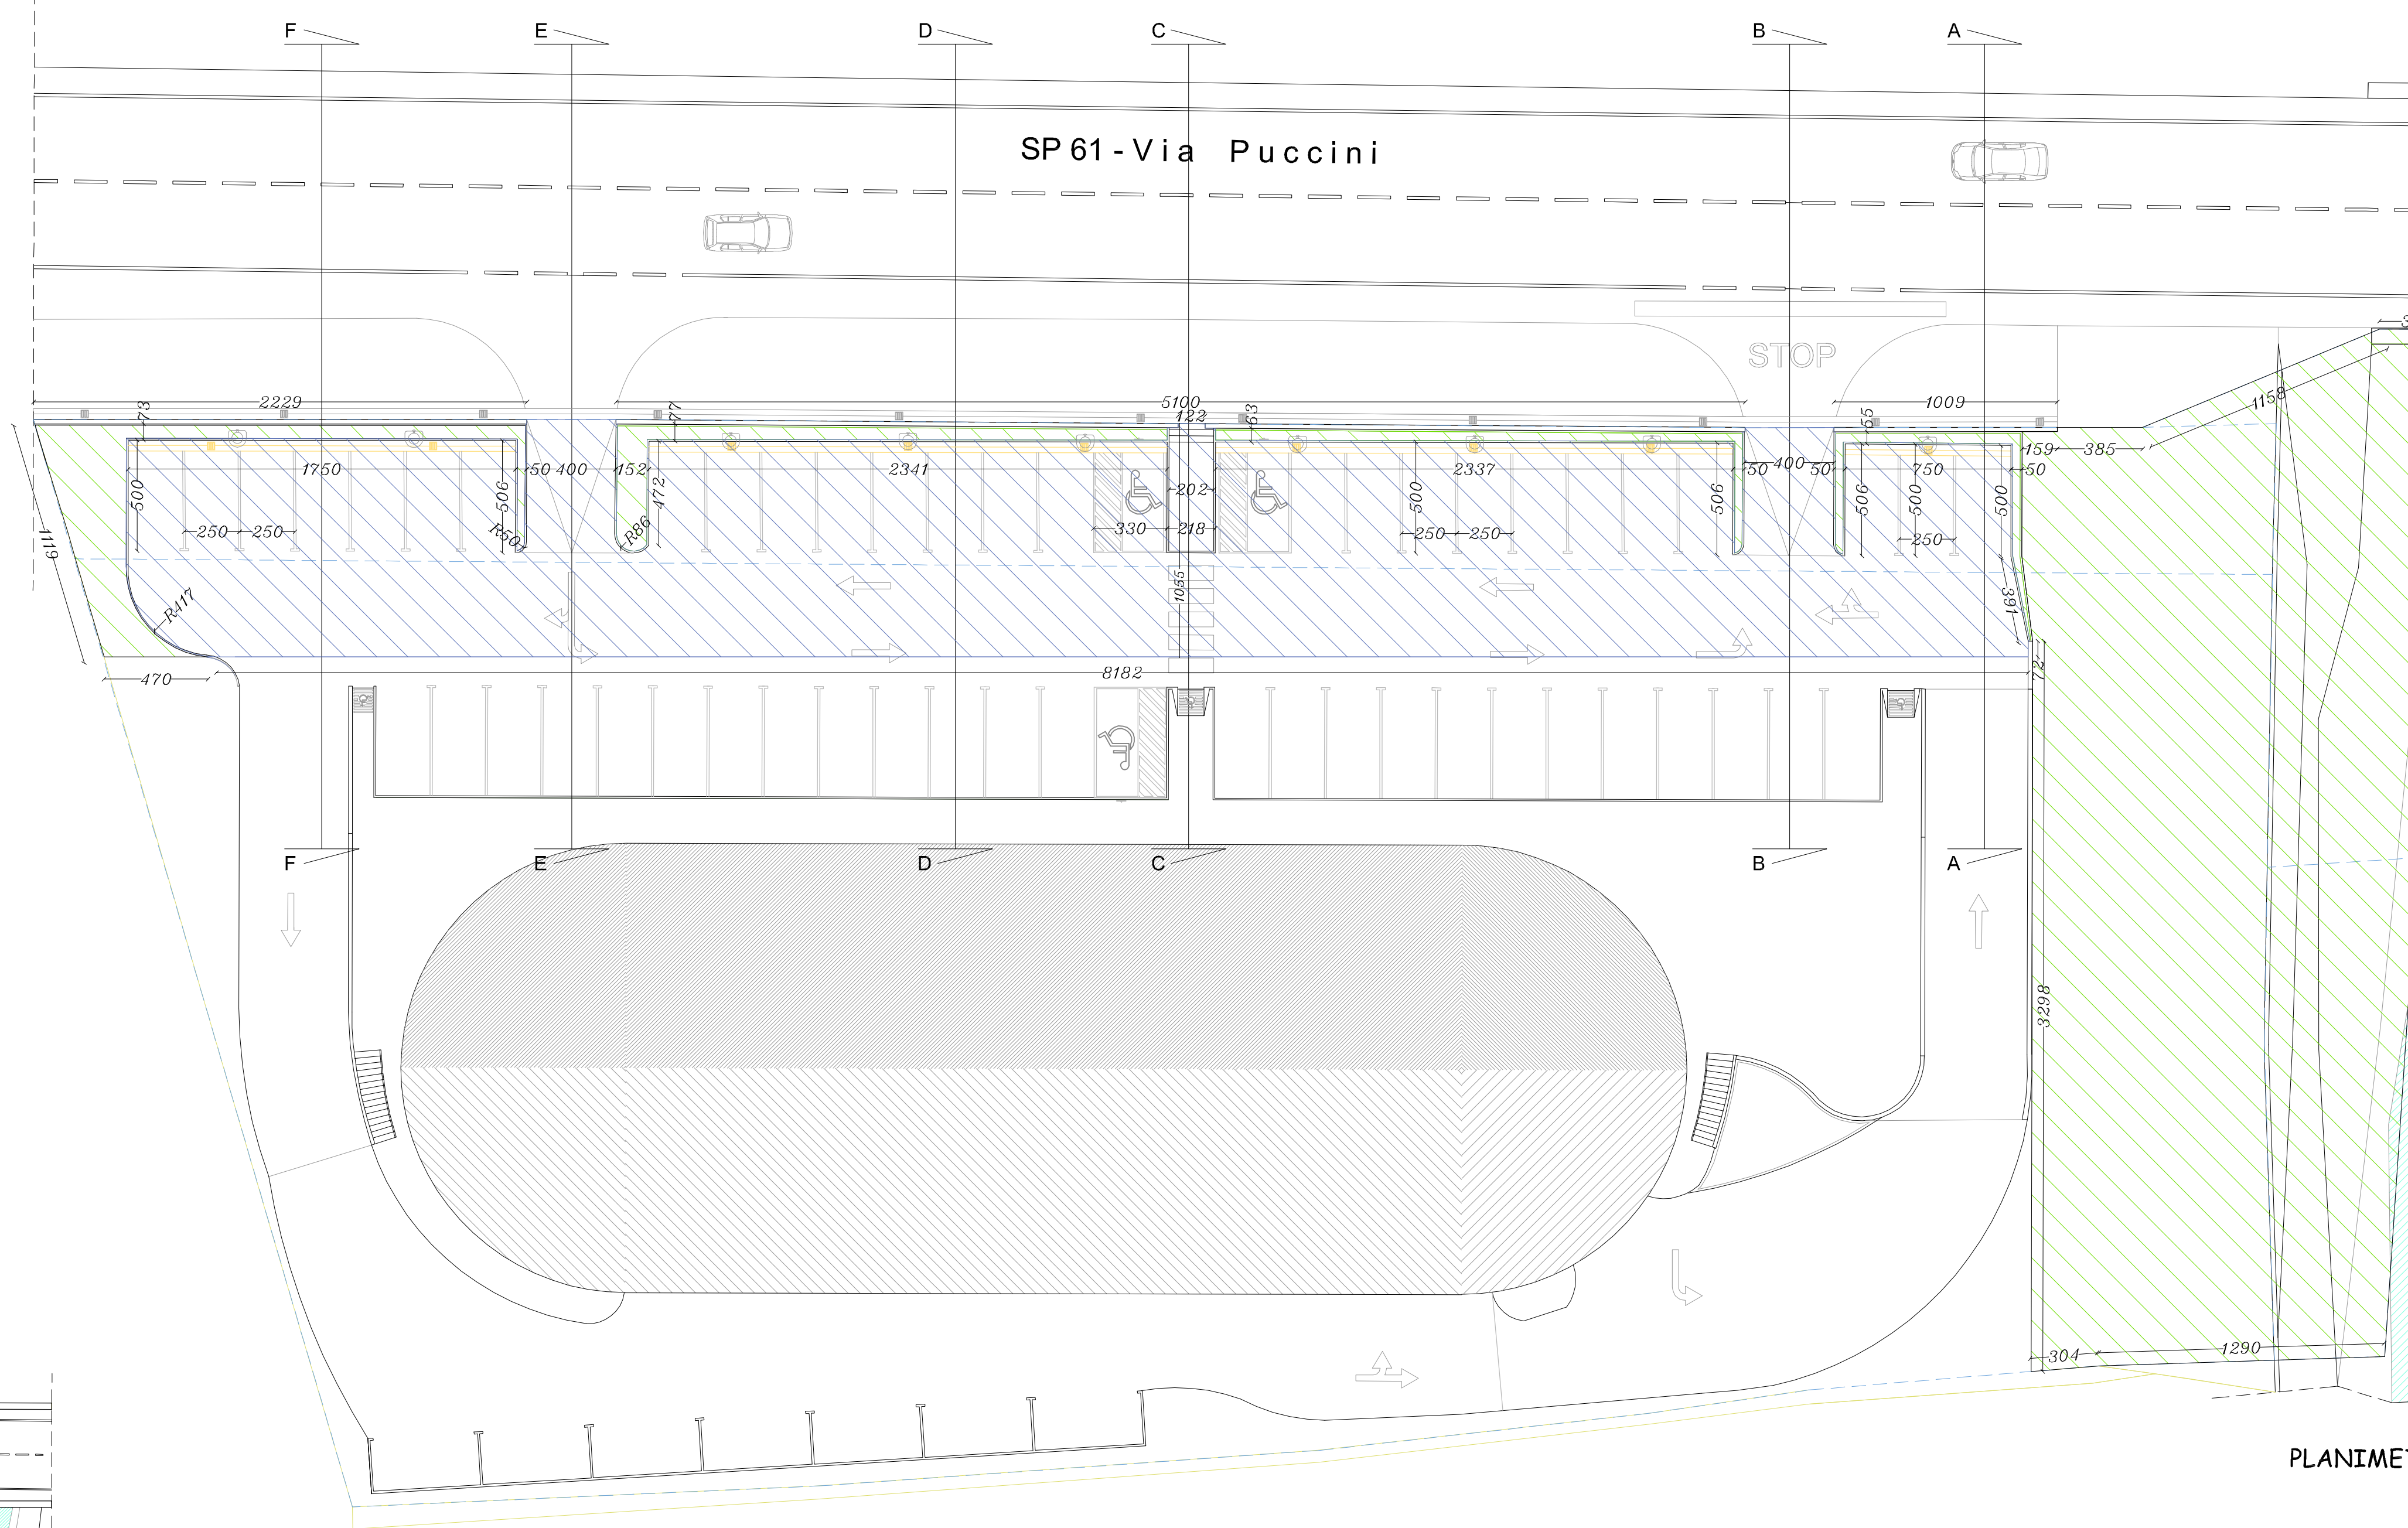 F E D C B A
SP 61 - Via Puccini
STOP
2229 5100 1009
73 77 122 63 55
1158
1750 50 400 152 2341 202 2337 50 400 50 750 50 159 385
500 506 472 500 506 506 500 500
250 250 R50 R86 330 218 250 250 250
1119
R417
1055
391
470 8182 72
F E D C B A
3298
304 1290
PLANIME